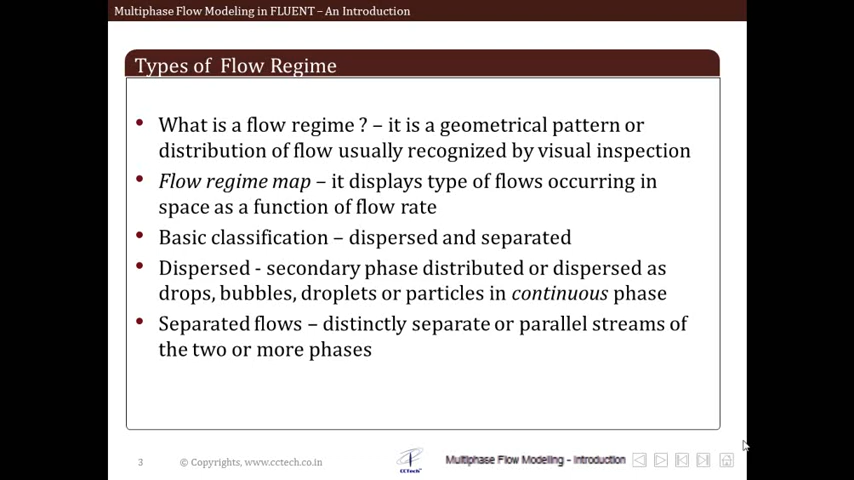 Multiphase Flow Modeling in FLUENT – An Introduction
Types of Flow Regime
• What is a flow regime ? – it is a geometrical pattern or
distribution of flow usually recognized by visual inspection
• Flow regime map – it displays type of flows occurring in
space as a function of flow rate
• Basic classification – dispersed and separated
• Dispersed - secondary phase distributed or dispersed as
drops, bubbles, droplets or particles in continuous phase
• Separated flows – distinctly separate or parallel streams of
the two or more phases
3 © Copyrights, www.cctech.co.in CCTech Multiphase Flow Modeling - Introduction